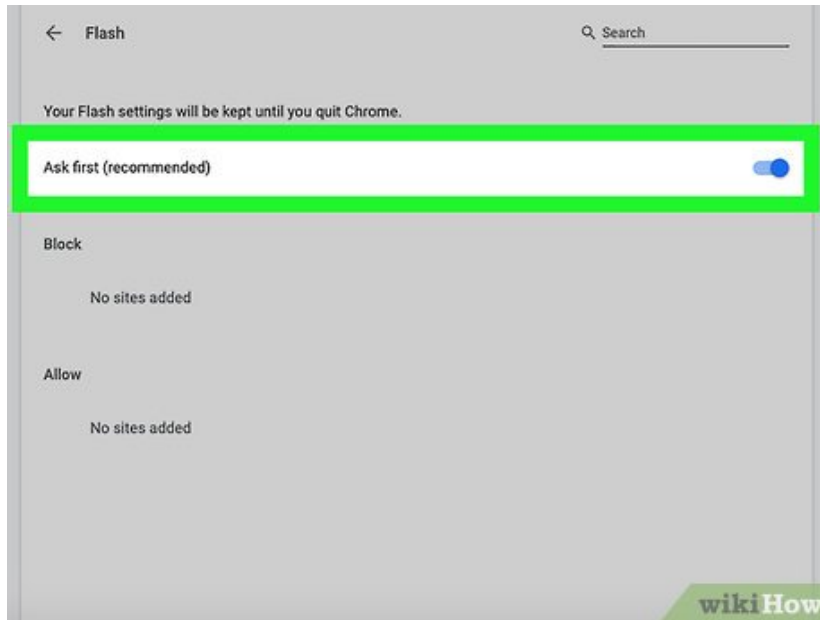 Flash
Search
Your Flash settings will be kept until you quit Chrome.
Ask first (recommended)
Block
No sites added
Allow
No sites added
wikiHow